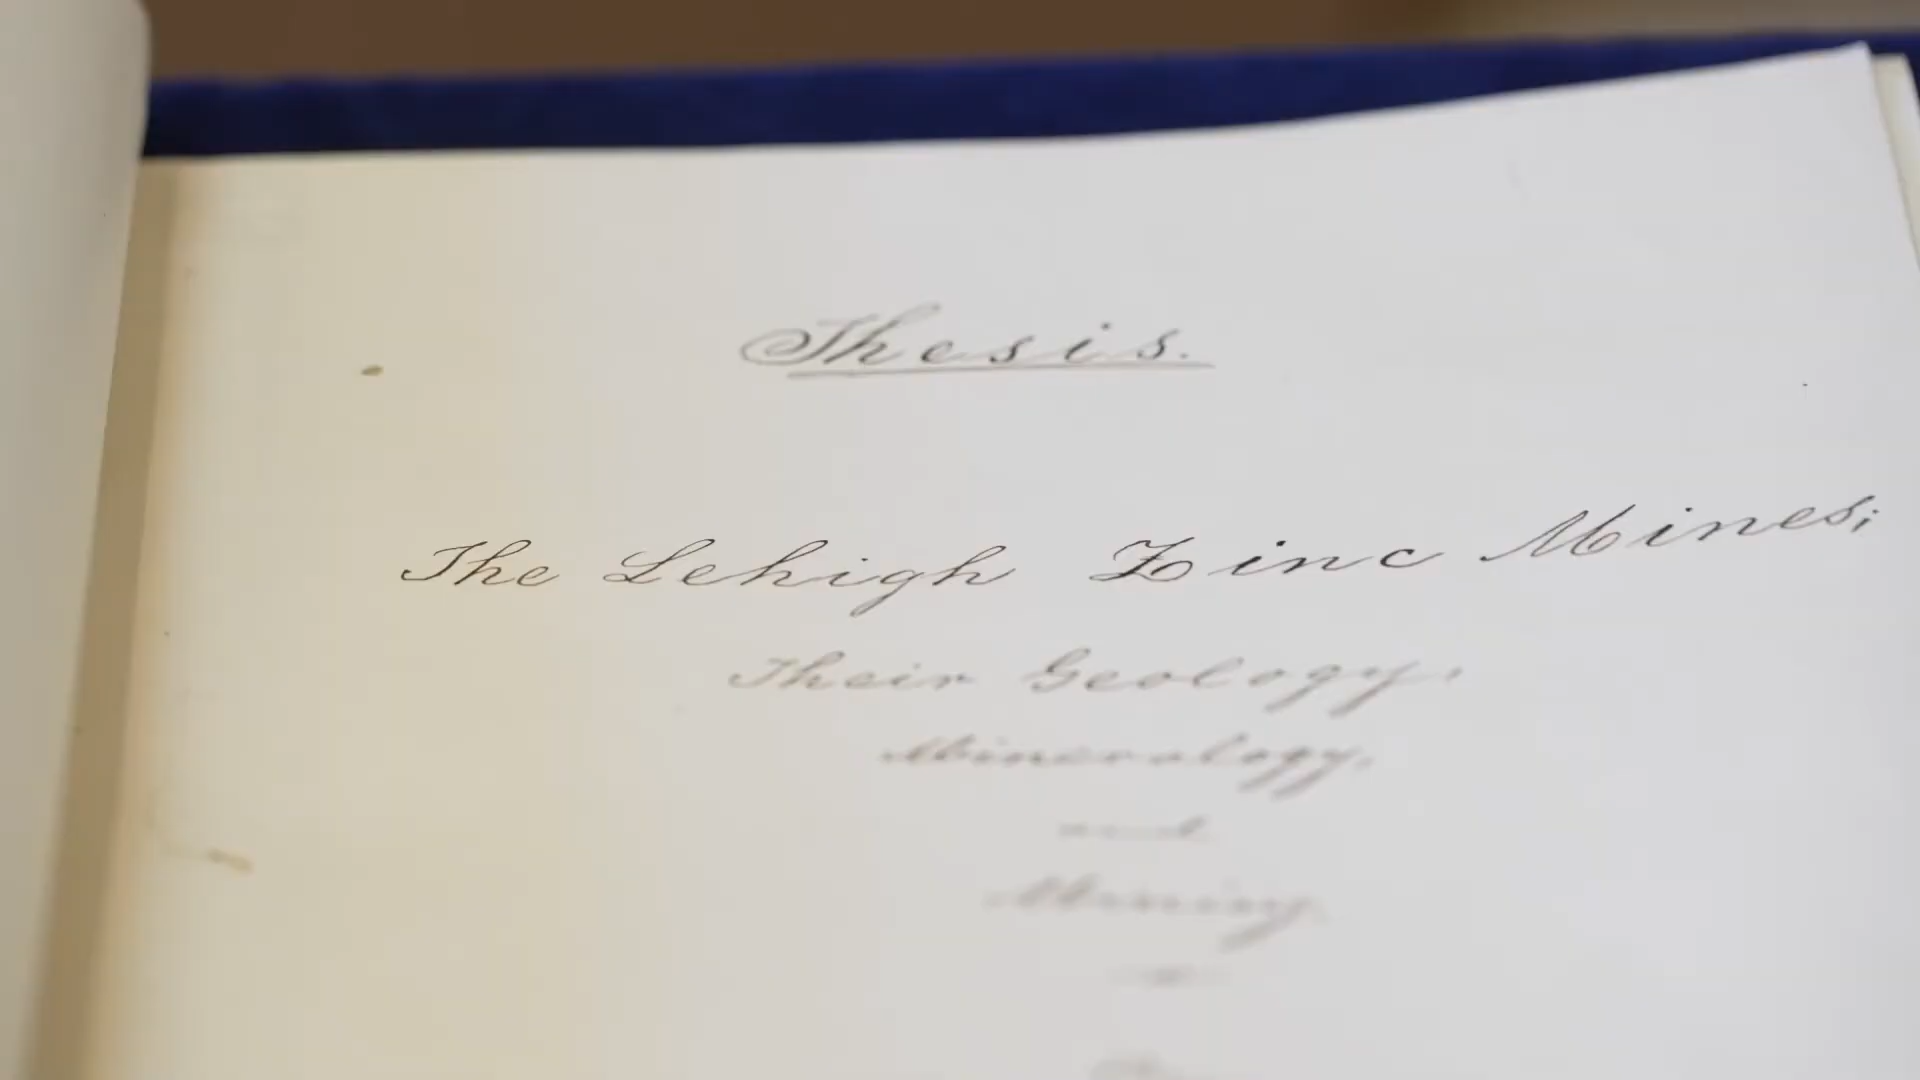 Thesis.
The Lehigh Zinc Mines;
Their Geology,
Mineralogy,
and
Mining.